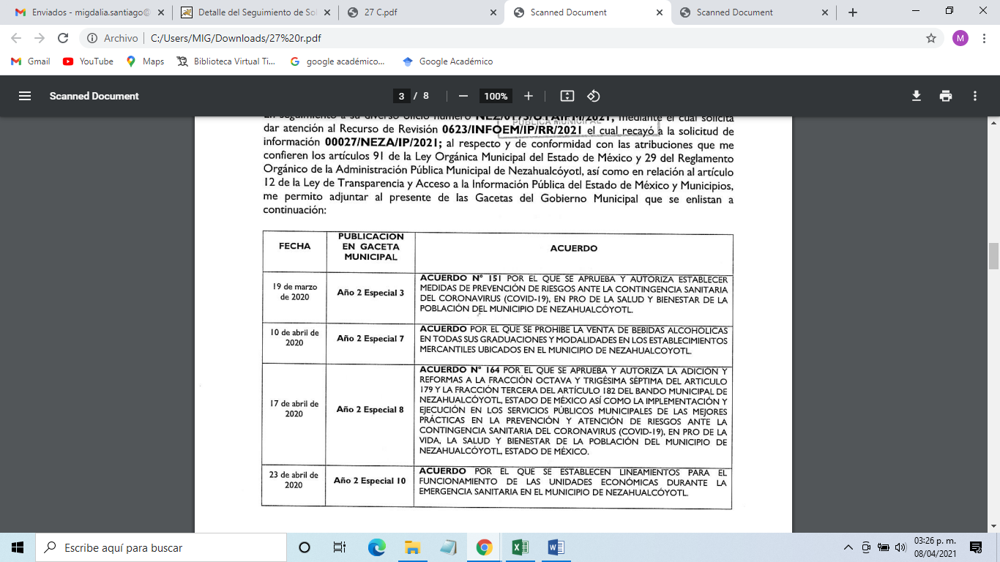 Enviados - migdalia.santiago@
Detalle del Seguimiento de Sol
27 C.pdf
Scanned Document
Scanned Document
Archivo
C:/Users/MIG/Downloads/27%20r.pdf
M
Gmail
YouTube
Maps
Biblioteca Virtual Ti...
google académico...
Google Académico
Scanned Document
3 / 8
100%
En seguimiento a su diverso oficio número NEZ/0175/UTAIPM/2021, mediante el cual solicita
PÚBLICA MUNICIPAL
dar atención al Recurso de Revisión 0623/INFOEM/IP/RR/2021 el cual recayó a la solicitud de
información 00027/NEZA/IP/2021; al respecto y de conformidad con las atribuciones que me
confieren los artículos 91 de la Ley Orgánica Municipal del Estado de México y 29 del Reglamento
Orgánico de la Administración Pública Municipal de Nezahualcóyotl, así como en relación al artículo
12 de la Ley de Transparencia y Acceso a la Información Pública del Estado de México y Municipios,
me permito adjuntar al presente de las Gacetas del Gobierno Municipal que se enlistan a
continuación:
FECHA
PUBLICACION
EN GACETA
MUNICIPAL
ACUERDO
19 de marzo
de 2020
Año 2 Especial 3
ACUERDO N° 151 POR EL QUE SE APRUEBA Y AUTORIZA ESTABLECER
MEDIDAS DE PREVENCIÓN DE RIESGOS ANTE LA CONTINGENCIA SANITARIA
DEL CORONAVIRUS (COVID-19), EN PRO DE LA SALUD Y BIENESTAR DE LA
POBLACIÓN DEL MUNICIPIO DE NEZAHUALCÓYOTL.
10 de abril de
2020
Año 2 Especial 7
ACUERDO POR EL QUE SE PROHIBE LA VENTA DE BEBIDAS ALCOHÓLICAS
EN TODAS SUS GRADUACIONES Y MODALIDADES EN LOS ESTABLECIMIENTOS
MERCANTILES UBICADOS EN EL MUNICIPIO DE NEZAHUALCOYOTL.
17 de abril de
2020
Año 2 Especial 8
ACUERDO N° 164 POR EL QUE SE APRUEBA Y AUTORIZA LA ADICIÓN Y
REFORMAS A LA FRACCIÓN OCTAVA Y TRIGÉSIMA SÉPTIMA DEL ARTICULO
179 Y LA FRACCIÓN TERCERA DEL ARTÍCULO 182 DEL BANDO MUNICIPAL DE
NEZAHUALCÓYOTL, ESTADO DE MÉXICO ASÍ COMO LA IMPLEMENTACIÓN Y
EJECUCIÓN EN LOS SERVICIOS PÚBLICOS MUNICIPALES DE LAS MEJORES
PRÁCTICAS EN LA PREVENCIÓN Y ATENCIÓN DE RIESGOS ANTE LA
CONTINGENCIA SANITARIA DEL CORONAVIRUS (COVID-19), EN PRO DE LA
VIDA, LA SALUD Y BIENESTAR DE LA POBLACIÓN DEL MUNICIPIO DE
NEZAHUALCÓYOTL, ESTADO DE MÉXICO.
23 de abril de
2020
Año 2 Especial 10
ACUERDO POR EL QUE SE ESTABLECEN LINEAMIENTOS PARA EL
FUNCIONAMIENTO DE LAS UNIDADES ECONÓMICAS DURANTE LA
EMERGENCIA SANITARIA EN EL MUNICIPIO DE NEZAHUALCÓYOTL.
Escribe aquí para buscar
03:26 p. m.
08/04/2021